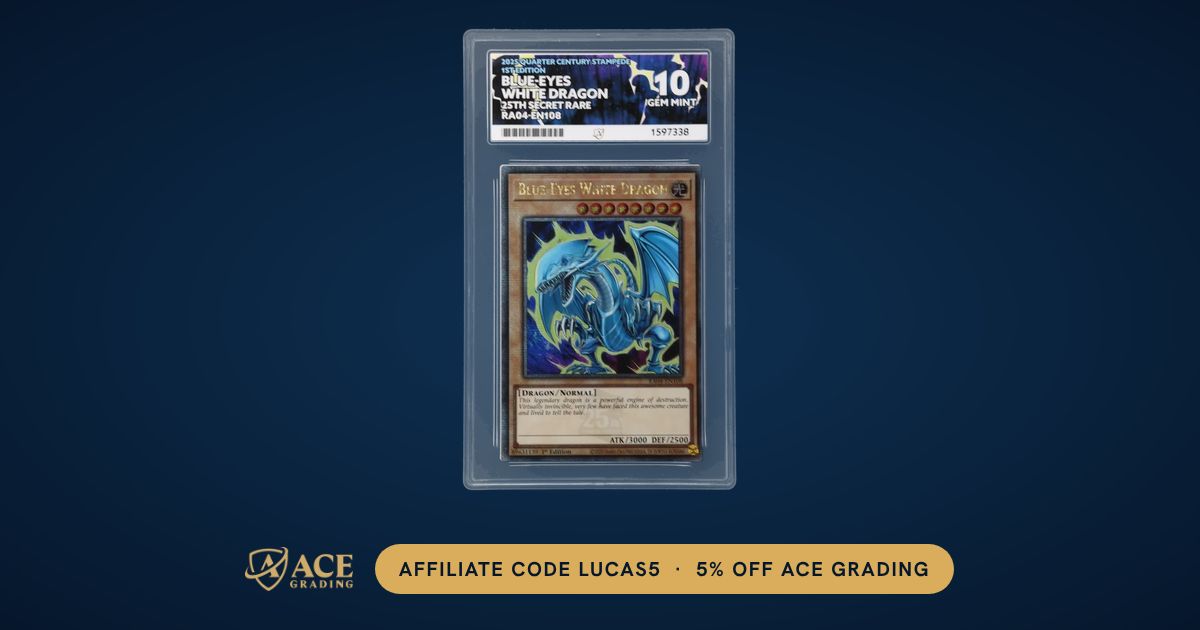 2025 QUARTER CENTURY STAMPEDE
1ST EDITION
BLUE-EYES
WHITE DRAGON
25TH SECRET RARE
RA04-EN108
10
GEM MINT
1597338
BLUE-EYES WHITE DRAGON
RA04-EN108
[DRAGON/NORMAL]
This legendary dragon is a powerful engine of destruction.
Virtually invincible, very few have faced this awesome creature
and lived to tell the tale.
ATK/3000 DEF/2500
1st Edition
ACE
GRADING
AFFILIATE CODE LUCAS5 · 5% OFF ACE GRADING